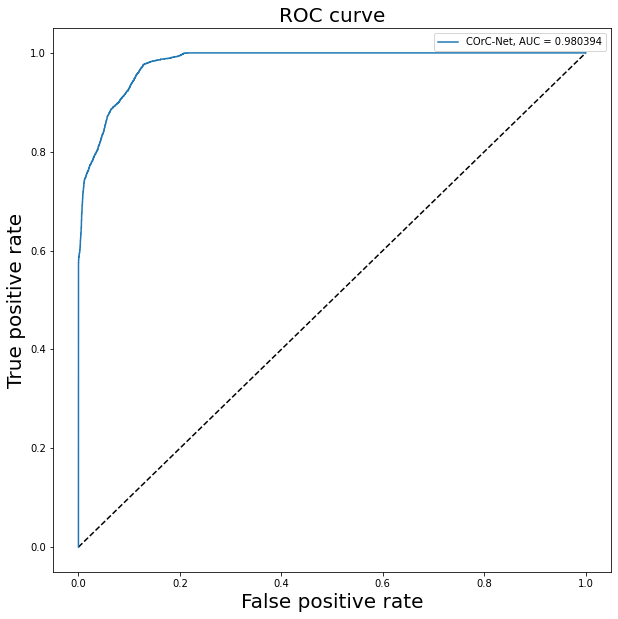 ROC curve
COrC-Net, AUC = 0.980394
True positive rate
1.0
0.8
0.6
0.4
0.2
0.0
0.0 0.2 0.4 0.6 0.8 1.0
False positive rate